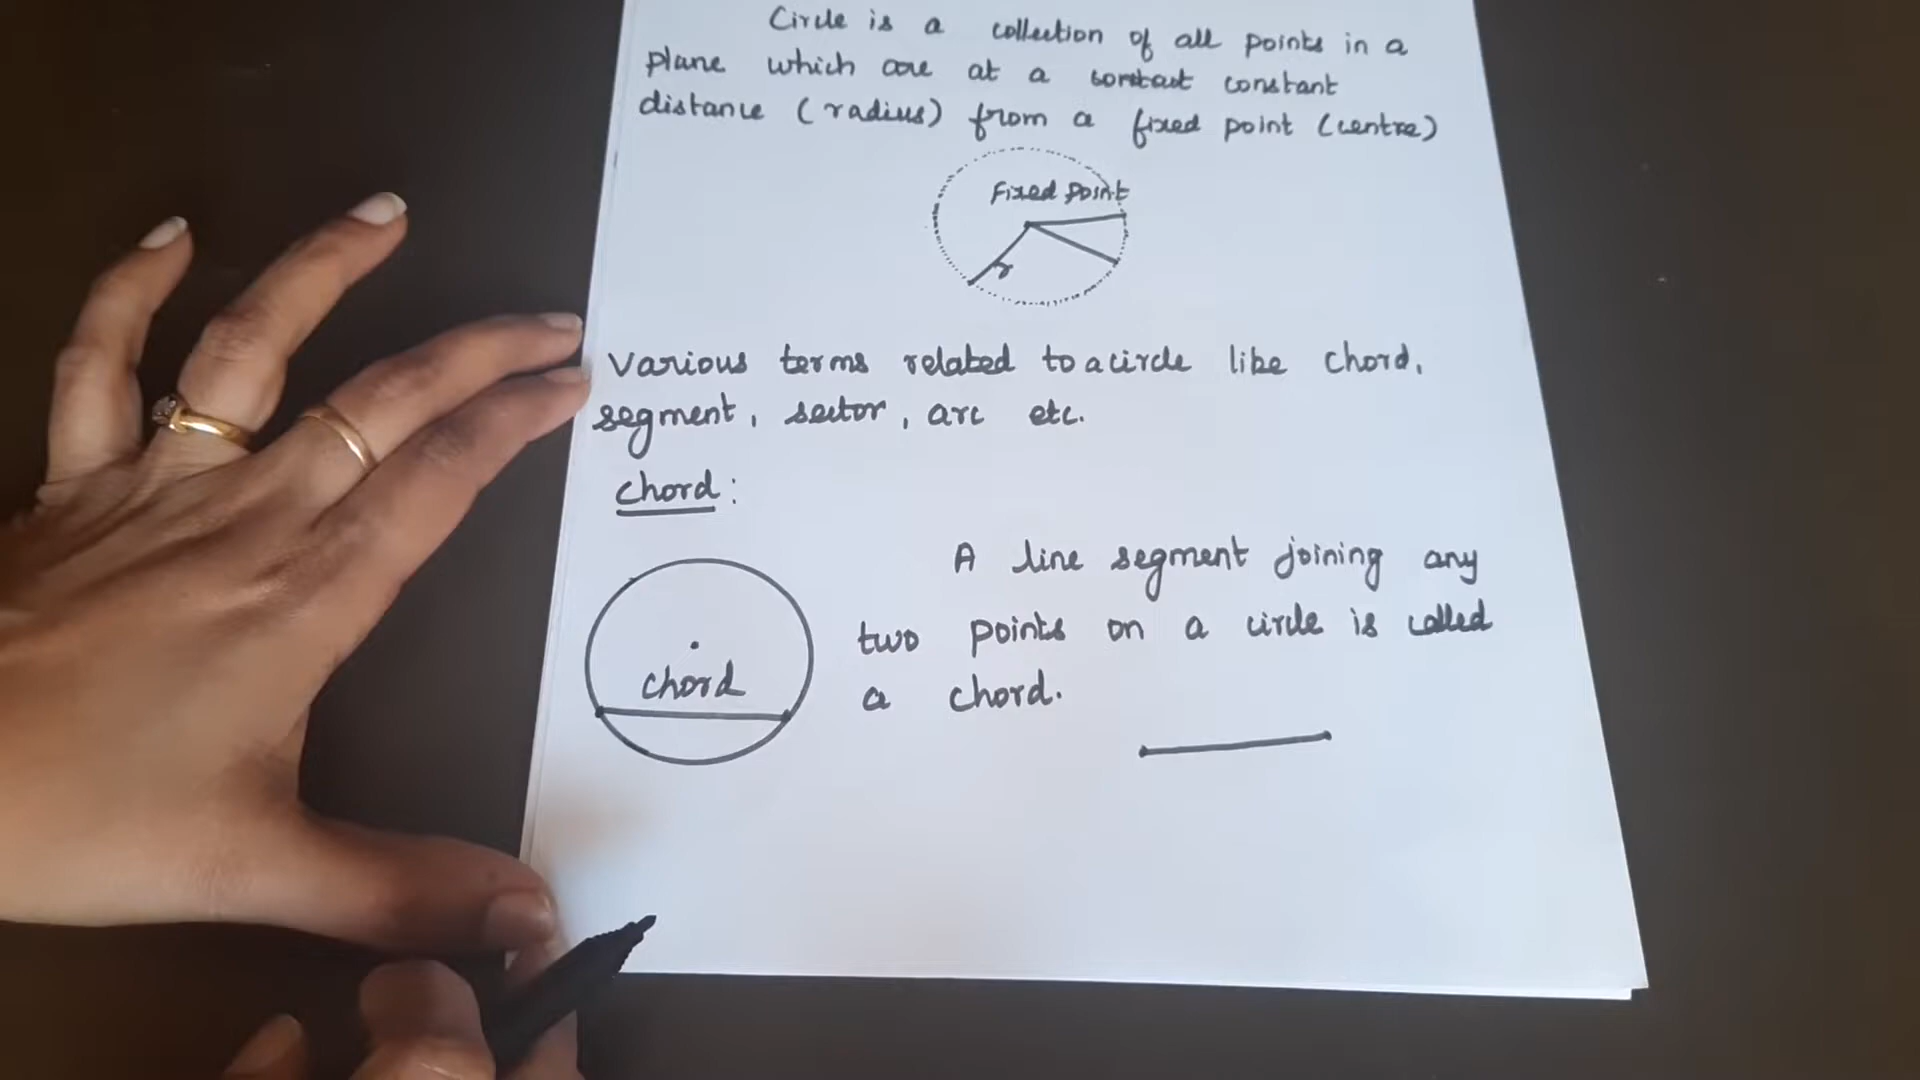 Circle is a collection of all points in a
plane which are at a constant constant
distance (radius) from a fixed point (centre)
Fixed Point
r
Various terms related to a circle like chord,
segment, sector, arc etc.
chord:
A line segment joining any
two points on a circle is called
a chord.
chord